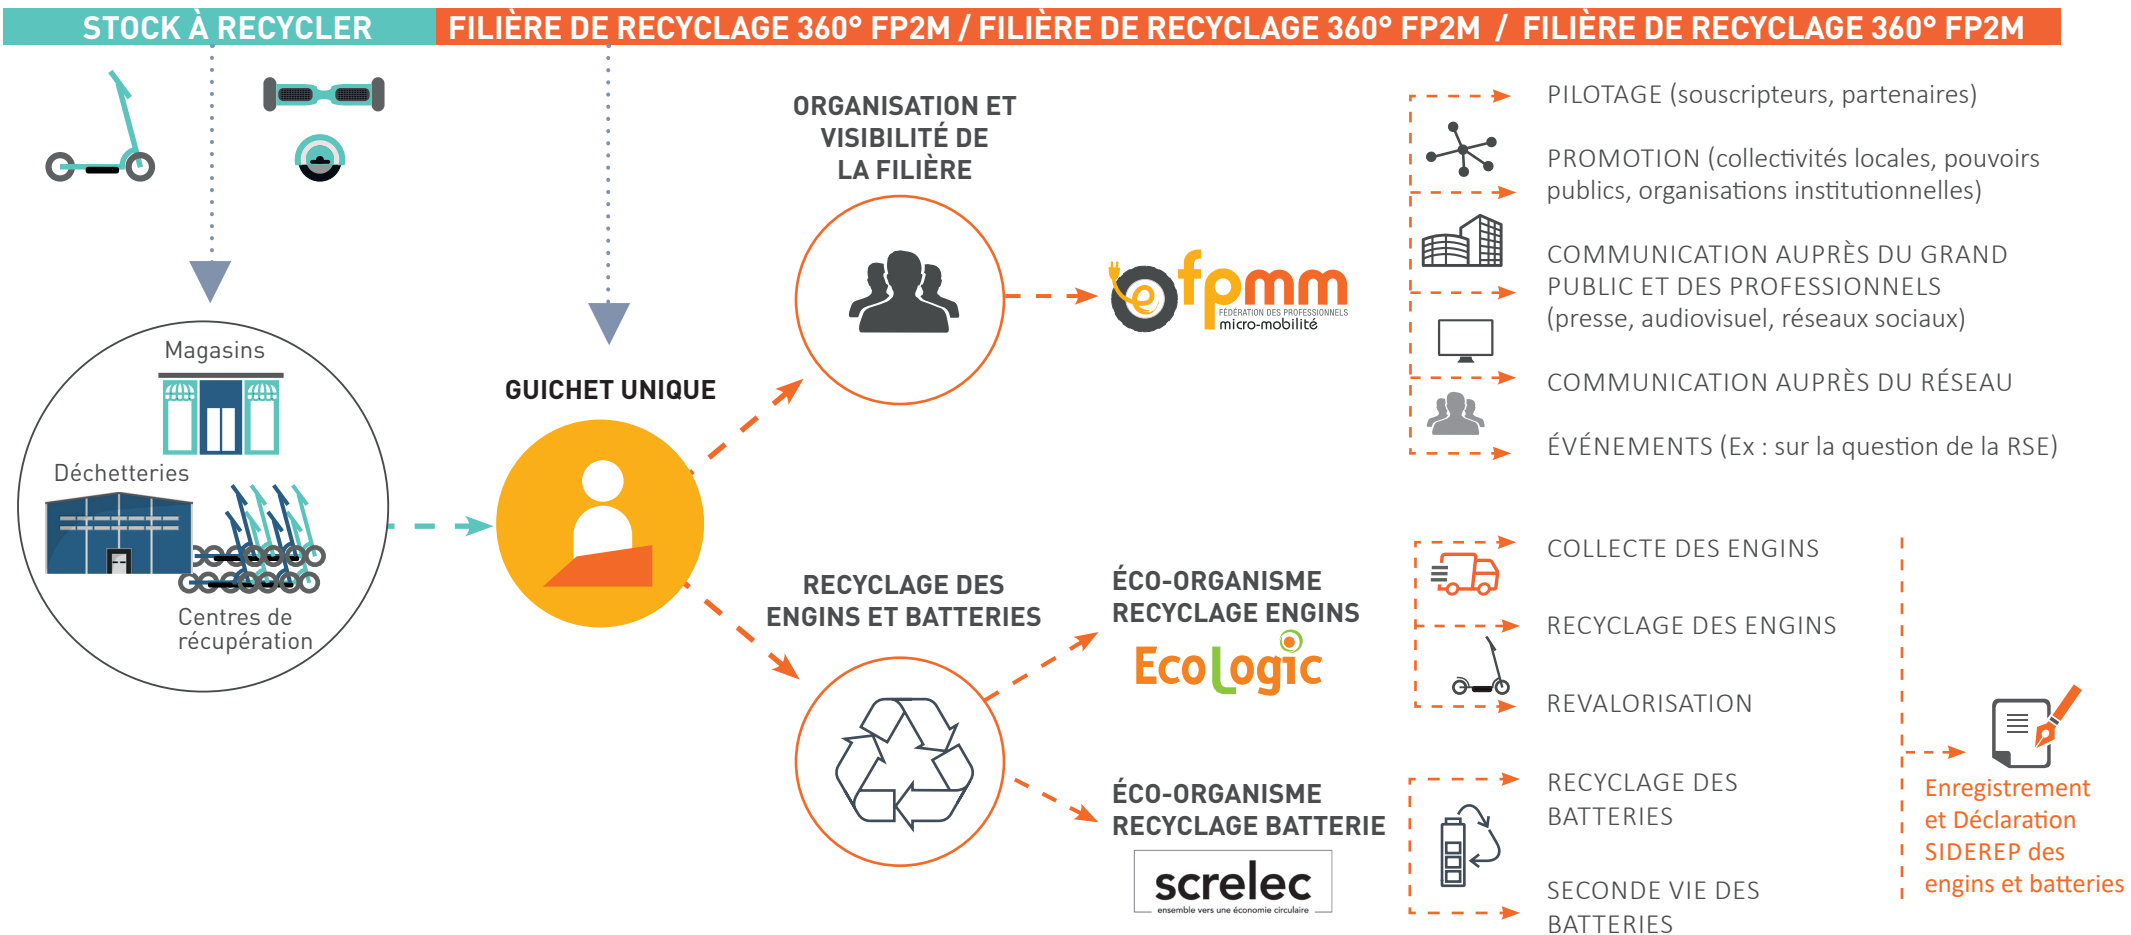 STOCK À RECYCLER
FILIÈRE DE RECYCLAGE 360° FP2M / FILIÈRE DE RECYCLAGE 360° FP2M / FILIÈRE DE RECYCLAGE 360° FP2M
Magasins
Déchetteries
Centres de
récupération
GUICHET UNIQUE
ORGANISATION ET
VISIBILITÉ DE
LA FILIÈRE
e fpmm
FÉDÉRATION DES PROFESSIONNELS
micro-mobilité
PILOTAGE (souscripteurs, partenaires)
PROMOTION (collectivités locales, pouvoirs
publics, organisations institutionnelles)
COMMUNICATION AUPRÈS DU GRAND
PUBLIC ET DES PROFESSIONNELS
(presse, audiovisuel, réseaux sociaux)
COMMUNICATION AUPRÈS DU RÉSEAU
ÉVÉNEMENTS (Ex : sur la question de la RSE)
RECYCLAGE DES
ENGINS ET BATTERIES
ÉCO-ORGANISME
RECYCLAGE ENGINS
EcoLogic
COLLECTE DES ENGINS
RECYCLAGE DES ENGINS
REVALORISATION
ÉCO-ORGANISME
RECYCLAGE BATTERIE
screlec
ensemble vers une économie circulaire
RECYCLAGE DES
BATTERIES
SECONDE VIE DES
BATTERIES
Enregistrement
et Déclaration
SIDEREP des
engins et batteries